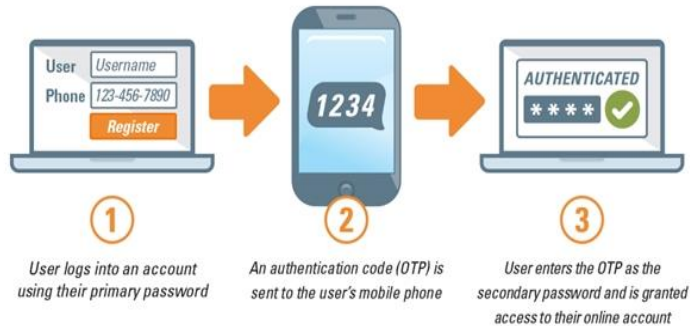 User Username
Phone 123-456-7890
Register
1234
AUTHENTICATED
****
1
User logs into an account
using their primary password
2
An authentication code (OTP) is
sent to the user's mobile phone
3
User enters the OTP as the
secondary password and is granted
access to their online account